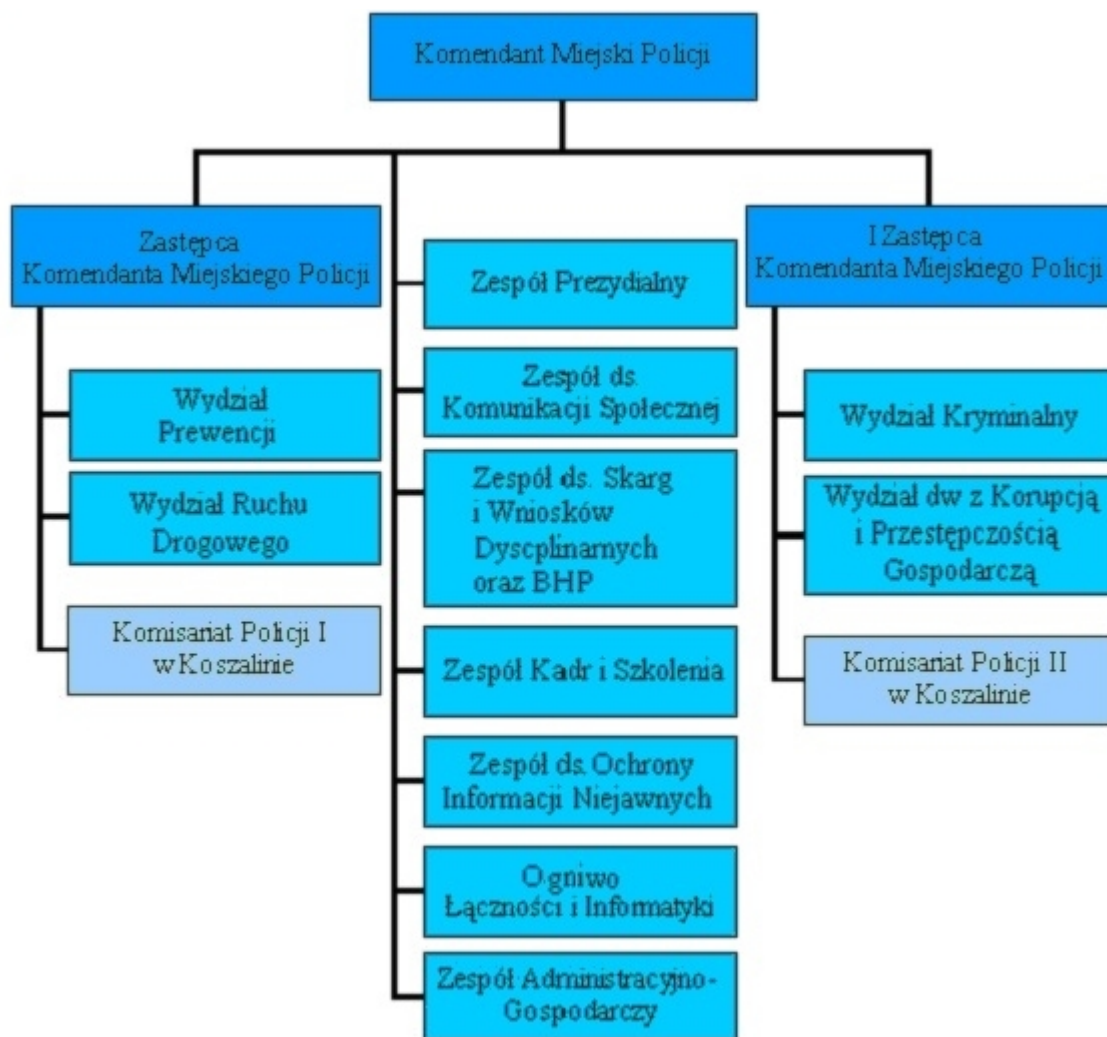 Komendant Miejski Policji
Zastępca
Komendanta Miejskiego Policji
Wydział
Prewencji
Wydział Ruchu
Drogowego
Komisariat Policji I
w Koszalinie
Zespół Prezydialny
Zespół ds.
Komunikacji Społecznej
Zespół ds. Skarg
i Wniosków
Dyscplinarnych
oraz BHP
Zespół Kadr i Szkolenia
Zespół ds. Ochrony
Informacji Niejawnych
Ogniwo
Łączności i Informatyki
Zespół Administracyjno-
Gospodarczy
I Zastępca
Komendanta Miejskiego Policji
Wydział Kryminalny
Wydział dw z Korupcją
i Przestępczością
Gospodarczą
Komisariat Policji II
w Koszalinie